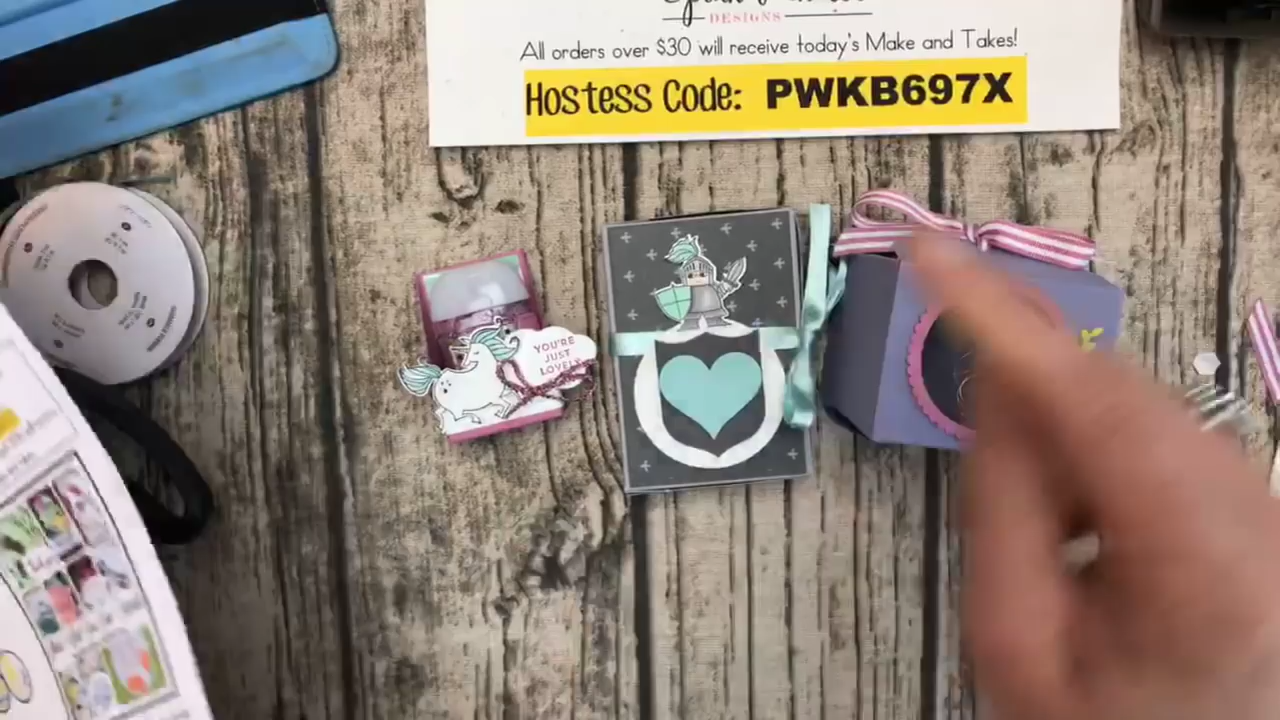 DESIGNS
All orders over $30 will receive today's Make and Takes!
Hostess Code: PWKB697X
YOU'RE
JUST
LOVELY